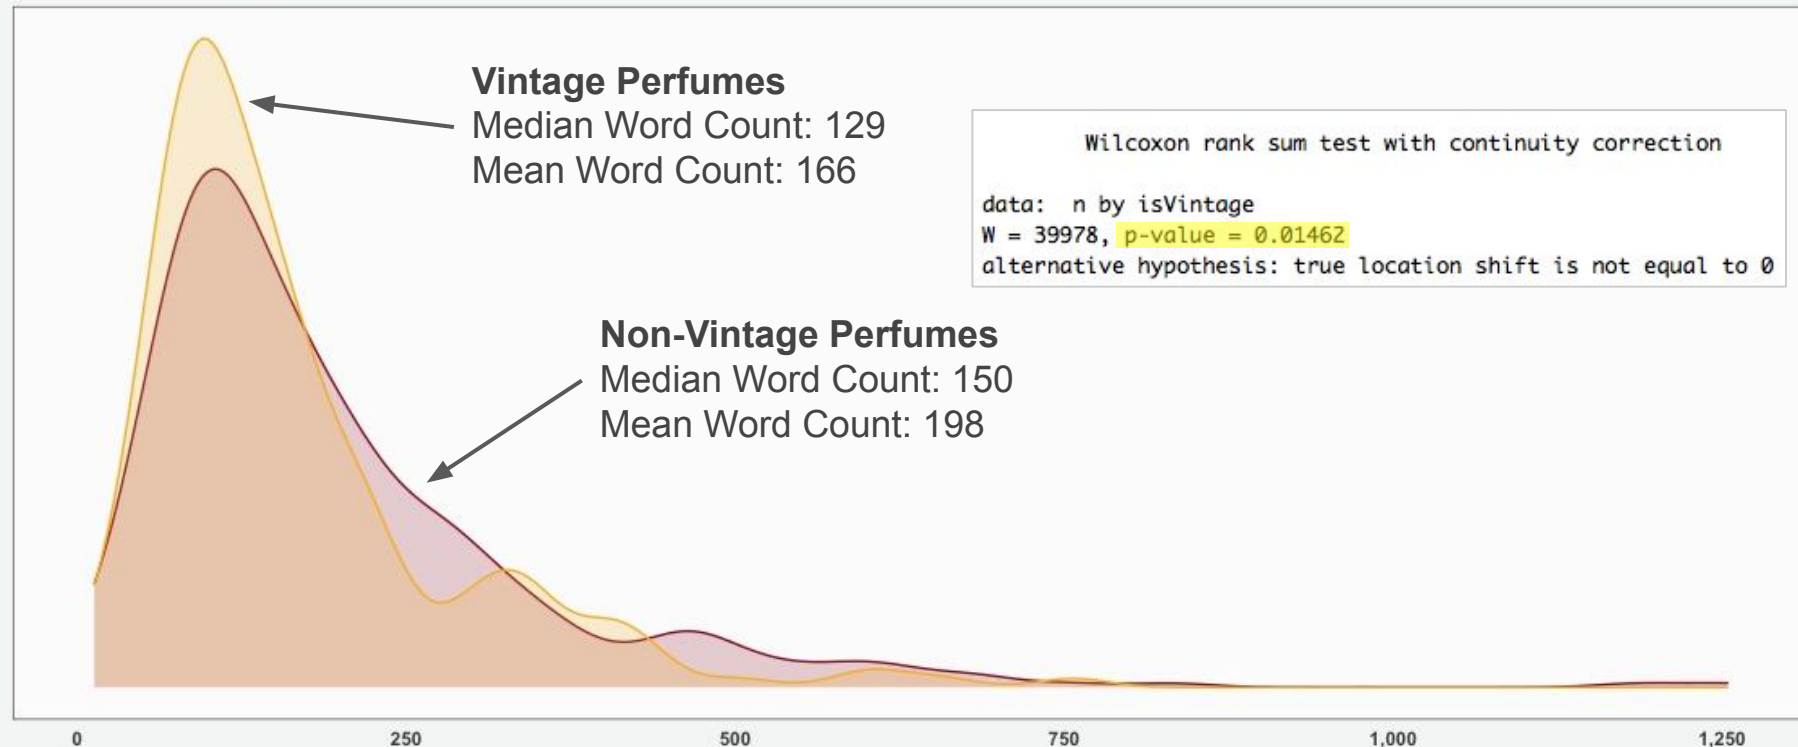 Vintage Perfumes
Median Word Count: 129
Mean Word Count: 166
Wilcoxon rank sum test with continuity correction
data:  n by isVintage
W = 39978, p-value = 0.01462
alternative hypothesis: true location shift is not equal to 0
Non-Vintage Perfumes
Median Word Count: 150
Mean Word Count: 198
0 250 500 750 1,000 1,250